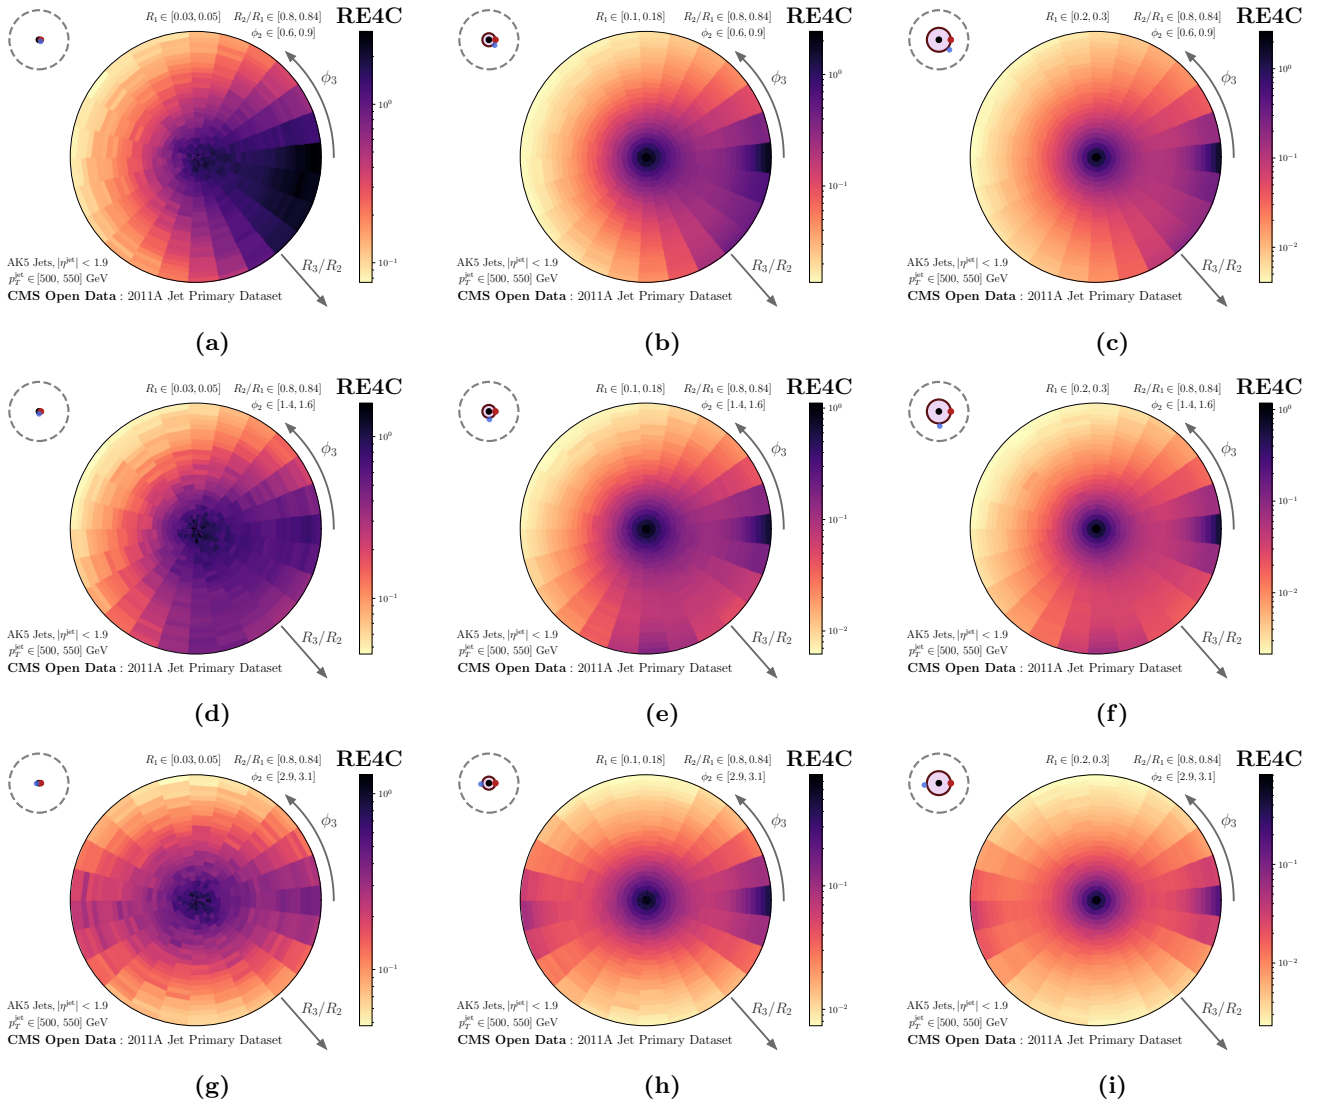 R₁ ∈ [0.03, 0.05] R₂/R₁ ∈ [0.8, 0.84] RE4C
ϕ₂ ∈ [0.6, 0.9]
ϕ₃
10⁰
10⁻¹
R₃/R₂
AK5 Jets, |η^jet| < 1.9
p_T^jet ∈ [500, 550] GeV
CMS Open Data : 2011A Jet Primary Dataset
(a)
R₁ ∈ [0.1, 0.18] R₂/R₁ ∈ [0.8, 0.84] RE4C
ϕ₂ ∈ [0.6, 0.9]
ϕ₃
10⁰
10⁻¹
R₃/R₂
AK5 Jets, |η^jet| < 1.9
p_T^jet ∈ [500, 550] GeV
CMS Open Data : 2011A Jet Primary Dataset
(b)
R₁ ∈ [0.2, 0.3] R₂/R₁ ∈ [0.8, 0.84] RE4C
ϕ₂ ∈ [0.6, 0.9]
ϕ₃
10⁰
10⁻¹
10⁻²
R₃/R₂
AK5 Jets, |η^jet| < 1.9
p_T^jet ∈ [500, 550] GeV
CMS Open Data : 2011A Jet Primary Dataset
(c)
R₁ ∈ [0.03, 0.05] R₂/R₁ ∈ [0.8, 0.84] RE4C
ϕ₂ ∈ [1.4, 1.6]
ϕ₃
10⁰
10⁻¹
R₃/R₂
AK5 Jets, |η^jet| < 1.9
p_T^jet ∈ [500, 550] GeV
CMS Open Data : 2011A Jet Primary Dataset
(d)
R₁ ∈ [0.1, 0.18] R₂/R₁ ∈ [0.8, 0.84] RE4C
ϕ₂ ∈ [1.4, 1.6]
ϕ₃
10⁰
10⁻¹
10⁻²
R₃/R₂
AK5 Jets, |η^jet| < 1.9
p_T^jet ∈ [500, 550] GeV
CMS Open Data : 2011A Jet Primary Dataset
(e)
R₁ ∈ [0.2, 0.3] R₂/R₁ ∈ [0.8, 0.84] RE4C
ϕ₂ ∈ [1.4, 1.6]
ϕ₃
10⁰
10⁻¹
10⁻²
R₃/R₂
AK5 Jets, |η^jet| < 1.9
p_T^jet ∈ [500, 550] GeV
CMS Open Data : 2011A Jet Primary Dataset
(f)
R₁ ∈ [0.03, 0.05] R₂/R₁ ∈ [0.8, 0.84] RE4C
ϕ₂ ∈ [2.9, 3.1]
ϕ₃
10⁰
10⁻¹
R₃/R₂
AK5 Jets, |η^jet| < 1.9
p_T^jet ∈ [500, 550] GeV
CMS Open Data : 2011A Jet Primary Dataset
(g)
R₁ ∈ [0.1, 0.18] R₂/R₁ ∈ [0.8, 0.84] RE4C
ϕ₂ ∈ [2.9, 3.1]
ϕ₃
10⁻¹
10⁻²
R₃/R₂
AK5 Jets, |η^jet| < 1.9
p_T^jet ∈ [500, 550] GeV
CMS Open Data : 2011A Jet Primary Dataset
(h)
R₁ ∈ [0.2, 0.3] R₂/R₁ ∈ [0.8, 0.84] RE4C
ϕ₂ ∈ [2.9, 3.1]
ϕ₃
10⁻¹
10⁻²
R₃/R₂
AK5 Jets, |η^jet| < 1.9
p_T^jet ∈ [500, 550] GeV
CMS Open Data : 2011A Jet Primary Dataset
(i)